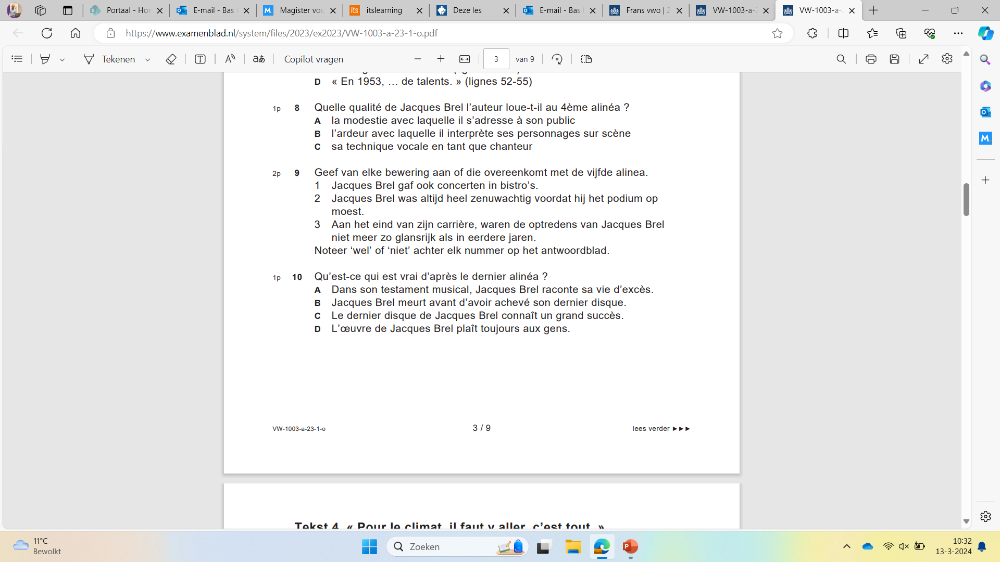 Portaal - Hor
E-mail - Bas
Magister voo
itslearning
Deze les
E-mail - Bas
Frans vwo | 2
VW-1003-a-2
VW-1003-a-2
https://www.examenblad.nl/system/files/2023/ex2023/VW-1003-a-23-1-o.pdf
Tekenen
Copilot vragen
3 van 9
D « En 1953, … de talents. » (lignes 52-55)
1p 8 Quelle qualité de Jacques Brel l’auteur loue-t-il au 4ème alinéa ?
A la modestie avec laquelle il s’adresse à son public
B l’ardeur avec laquelle il interprète ses personnages sur scène
C sa technique vocale en tant que chanteur
2p 9 Geef van elke bewering aan of die overeenkomt met de vijfde alinea.
1 Jacques Brel gaf ook concerten in bistro’s.
2 Jacques Brel was altijd heel zenuwachtig voordat hij het podium op
moest.
3 Aan het eind van zijn carrière, waren de optredens van Jacques Brel
niet meer zo glansrijk als in eerdere jaren.
Noteer ‘wel’ of ‘niet’ achter elk nummer op het antwoordblad.
1p 10 Qu’est-ce qui est vrai d’après le dernier alinéa ?
A Dans son testament musical, Jacques Brel raconte sa vie d’excès.
B Jacques Brel meurt avant d’avoir achevé son dernier disque.
C Le dernier disque de Jacques Brel connaît un grand succès.
D L’œuvre de Jacques Brel plaît toujours aux gens.
VW-1003-a-23-1-o
3 / 9
lees verder ►►►
Tekst 4 « Pour le climat, il faut y aller, c’est tout. »
11°C
Bewolkt
Zoeken
10:32
13-3-2024